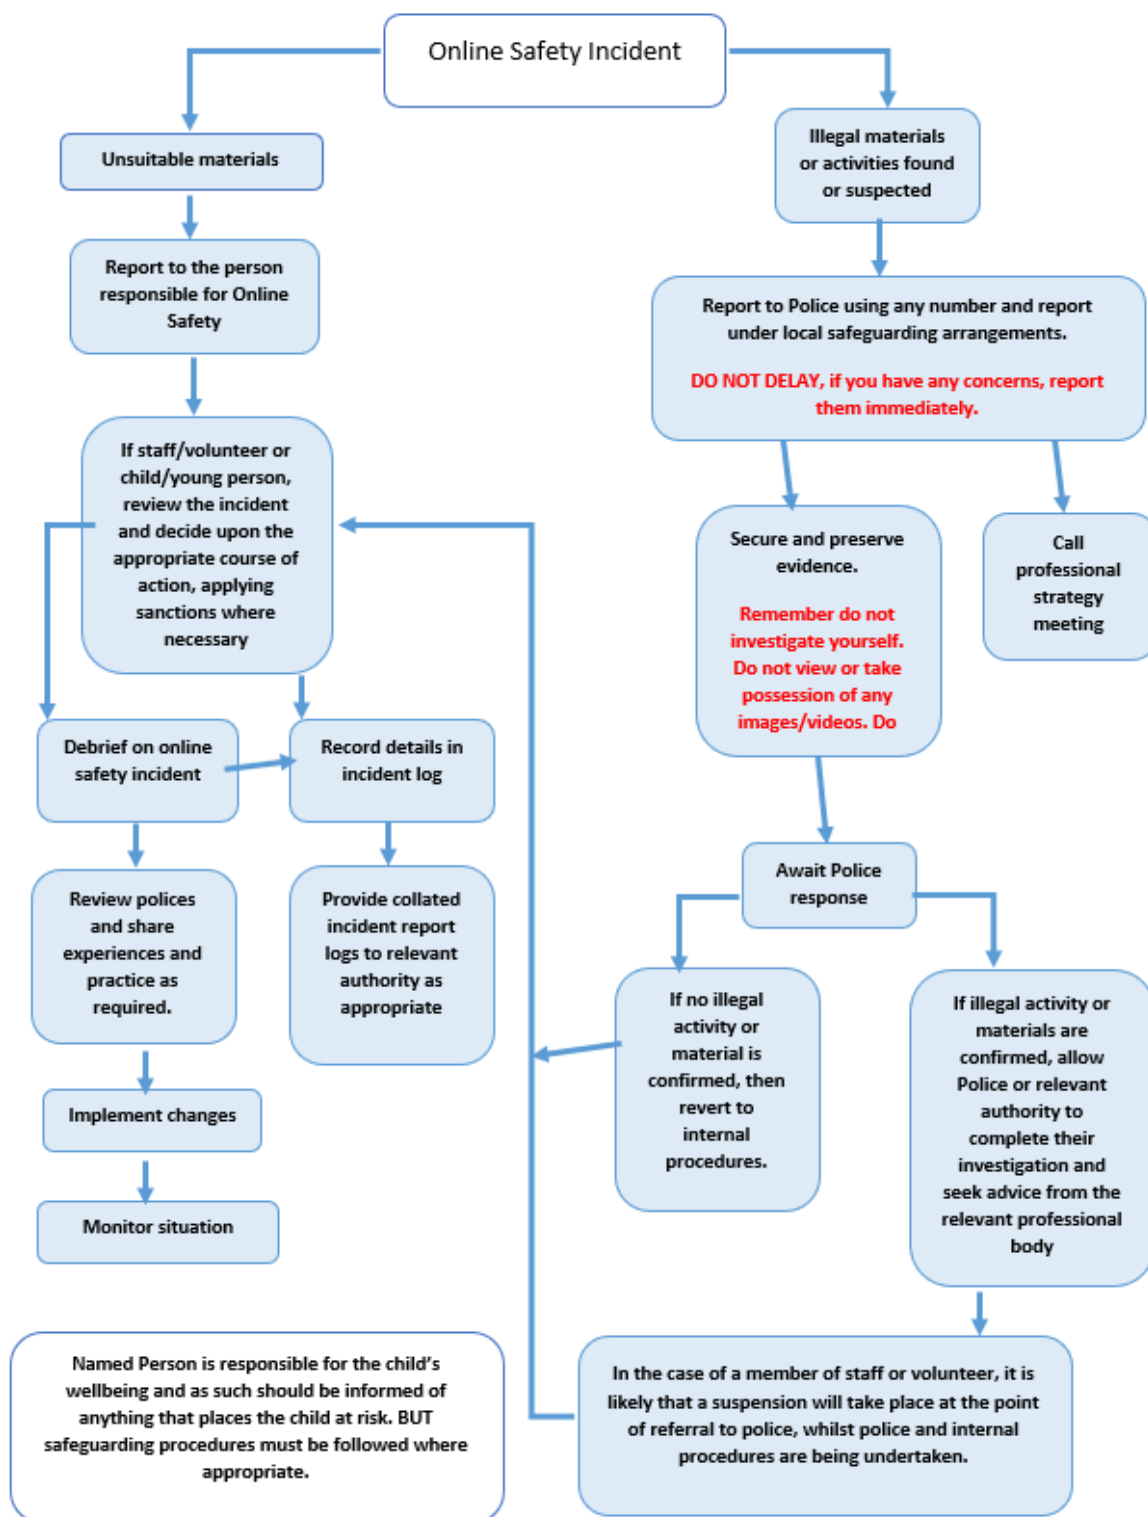 Online Safety Incident
Unsuitable materials
Illegal materials
or activities found
or suspected
Report to the person
responsible for Online
Safety
Report to Police using any number and report
under local safeguarding arrangements.
DO NOT DELAY, if you have any concerns, report
them immediately.
If staff/volunteer or
child/young person,
review the incident
and decide upon the
appropriate course of
action, applying
sanctions where
necessary
Secure and preserve
evidence.
Remember do not
investigate yourself.
Do not view or take
possession of any
images/videos. Do
Call
professional
strategy
meeting
Debrief on online
safety incident
Record details in
incident log
Await Police
response
Review polices
and share
experiences and
practice as
required.
Provide collated
incident report
logs to relevant
authority as
appropriate
If no illegal
activity or
material is
confirmed, then
revert to
internal
procedures.
If illegal activity or
materials are
confirmed, allow
Police or relevant
authority to
complete their
investigation and
seek advice from the
relevant professional
body
Implement changes
Monitor situation
Named Person is responsible for the child's
wellbeing and as such should be informed of
anything that places the child at risk. BUT
safeguarding procedures must be followed where
appropriate.
In the case of a member of staff or volunteer, it is
likely that a suspension will take place at the point
of referral to police, whilst police and internal
procedures are being undertaken.